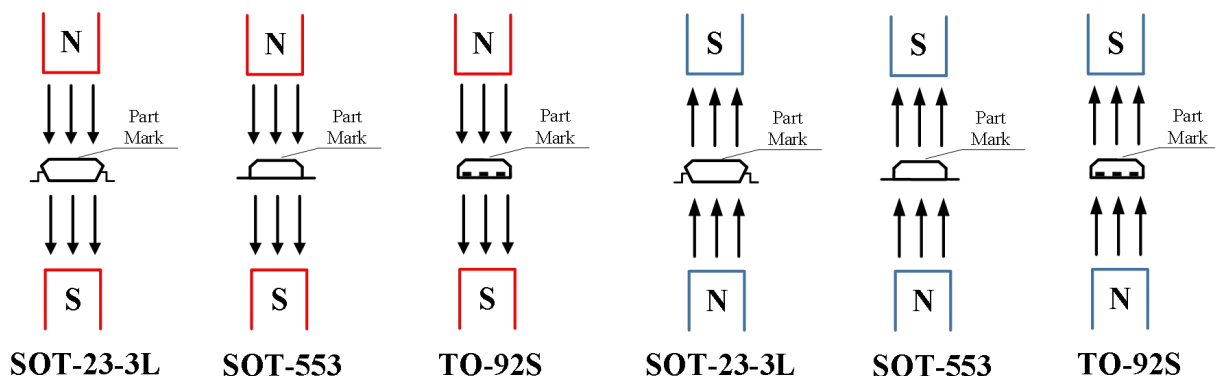 N N N S S S
Part Mark Part Mark Part Mark Part Mark Part Mark Part Mark
S S S N N N
SOT-23-3L SOT-553 TO-92S SOT-23-3L SOT-553 TO-92S